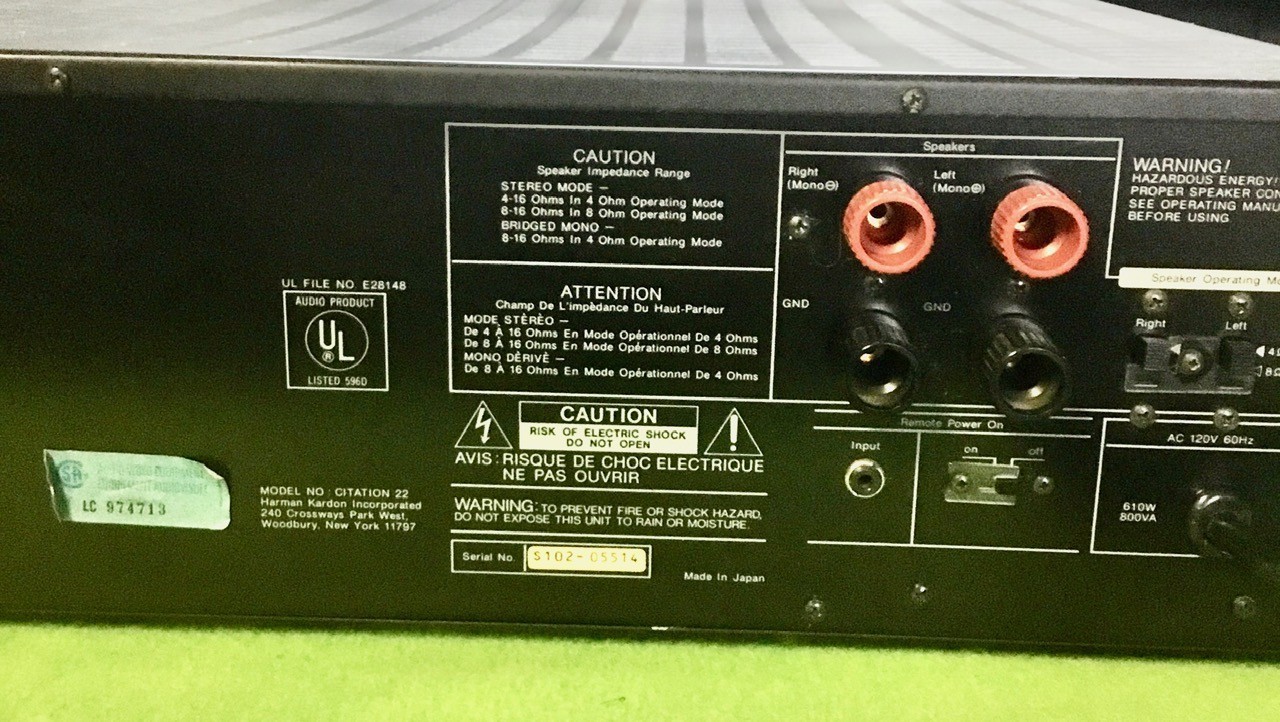 UL FILE NO. E28148
AUDIO PRODUCT
UL
®
LISTED 596D
LC 974713
MODEL NO : CITATION 22
Harman Kardon Incorporated
240 Crossways Park West,
Woodbury, New York 11797
CAUTION
Speaker Impedance Range
STEREO MODE –
4-16 Ohms In 4 Ohm Operating Mode
8-16 Ohms In 8 Ohm Operating Mode
BRIDGED MONO –
8-16 Ohms In 4 Ohm Operating Mode
ATTENTION
Champ De L'impèdance Du Haut-Parleur
MODE STÈRÈO –
De 4 À 16 Ohms En Mode Opérationnel De 4 Ohms
De 8 À 16 Ohms En Mode Opérationnel De 8 Ohms
MONO DÈRIVÈ –
De 8 À 16 Ohms En Mode Opérationnel De 4 Ohms
CAUTION
RISK OF ELECTRIC SHOCK
DO NOT OPEN
AVIS : RISQUE DE CHOC ELECTRIQUE
NE PAS OUVRIR
WARNING: TO PREVENT FIRE OR SHOCK HAZARD,
DO NOT EXPOSE THIS UNIT TO RAIN OR MOISTURE.
Serial No. S102-05514
Made In Japan
Speakers
Right
(Mono⊖)
Left
(Mono⊕)
GND
GND
Remote Power On
Input
on
off
WARNING!
HAZARDOUS ENERGY!
PROPER SPEAKER
SEE OPERATING
BEFORE USING
Speaker Operating
Right
Left
4Ω
8Ω
AC 120V 60Hz
610W
800VA